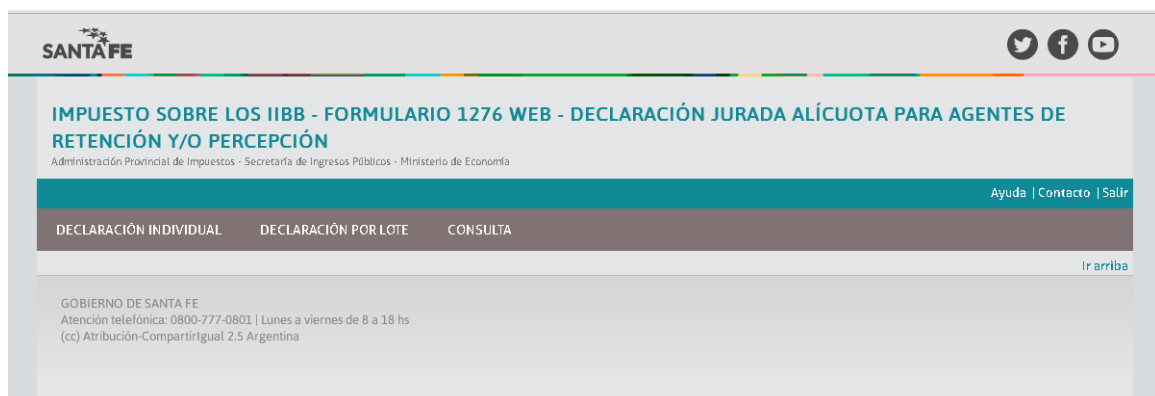 SANTA FE
IMPUESTO SOBRE LOS IIBB - FORMULARIO 1276 WEB - DECLARACIÓN JURADA ALÍCUOTA PARA AGENTES DE
RETENCIÓN Y/O PERCEPCIÓN
Administración Provincial de Impuestos - Secretaría de Ingresos Públicos - Ministerio de Economía
Ayuda | Contacto | Salir
DECLARACIÓN INDIVIDUAL DECLARACIÓN POR LOTE CONSULTA
Ir arriba
GOBIERNO DE SANTA FE
Atención telefónica: 0800-777-0801 | Lunes a viernes de 8 a 18 hs
(cc) Atribución-CompartirIgual 2.5 Argentina